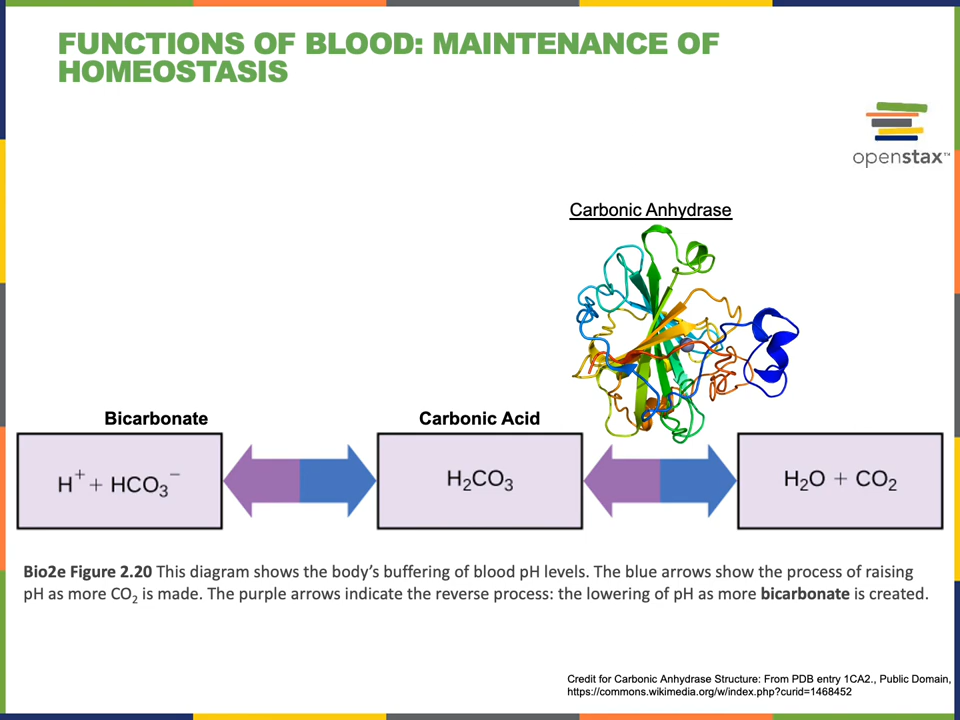 FUNCTIONS OF BLOOD: MAINTENANCE OF
HOMEOSTASIS
openstax™
Carbonic Anhydrase
Bicarbonate
Carbonic Acid
H⁺ + HCO₃⁻
H₂CO₃
H₂O + CO₂
Bio2e Figure 2.20 This diagram shows the body’s buffering of blood pH levels. The blue arrows show the process of raising
pH as more CO₂ is made. The purple arrows indicate the reverse process: the lowering of pH as more bicarbonate is created.
Credit for Carbonic Anhydrase Structure: From PDB entry 1CA2., Public Domain,
https://commons.wikimedia.org/w/index.php?curid=1468452